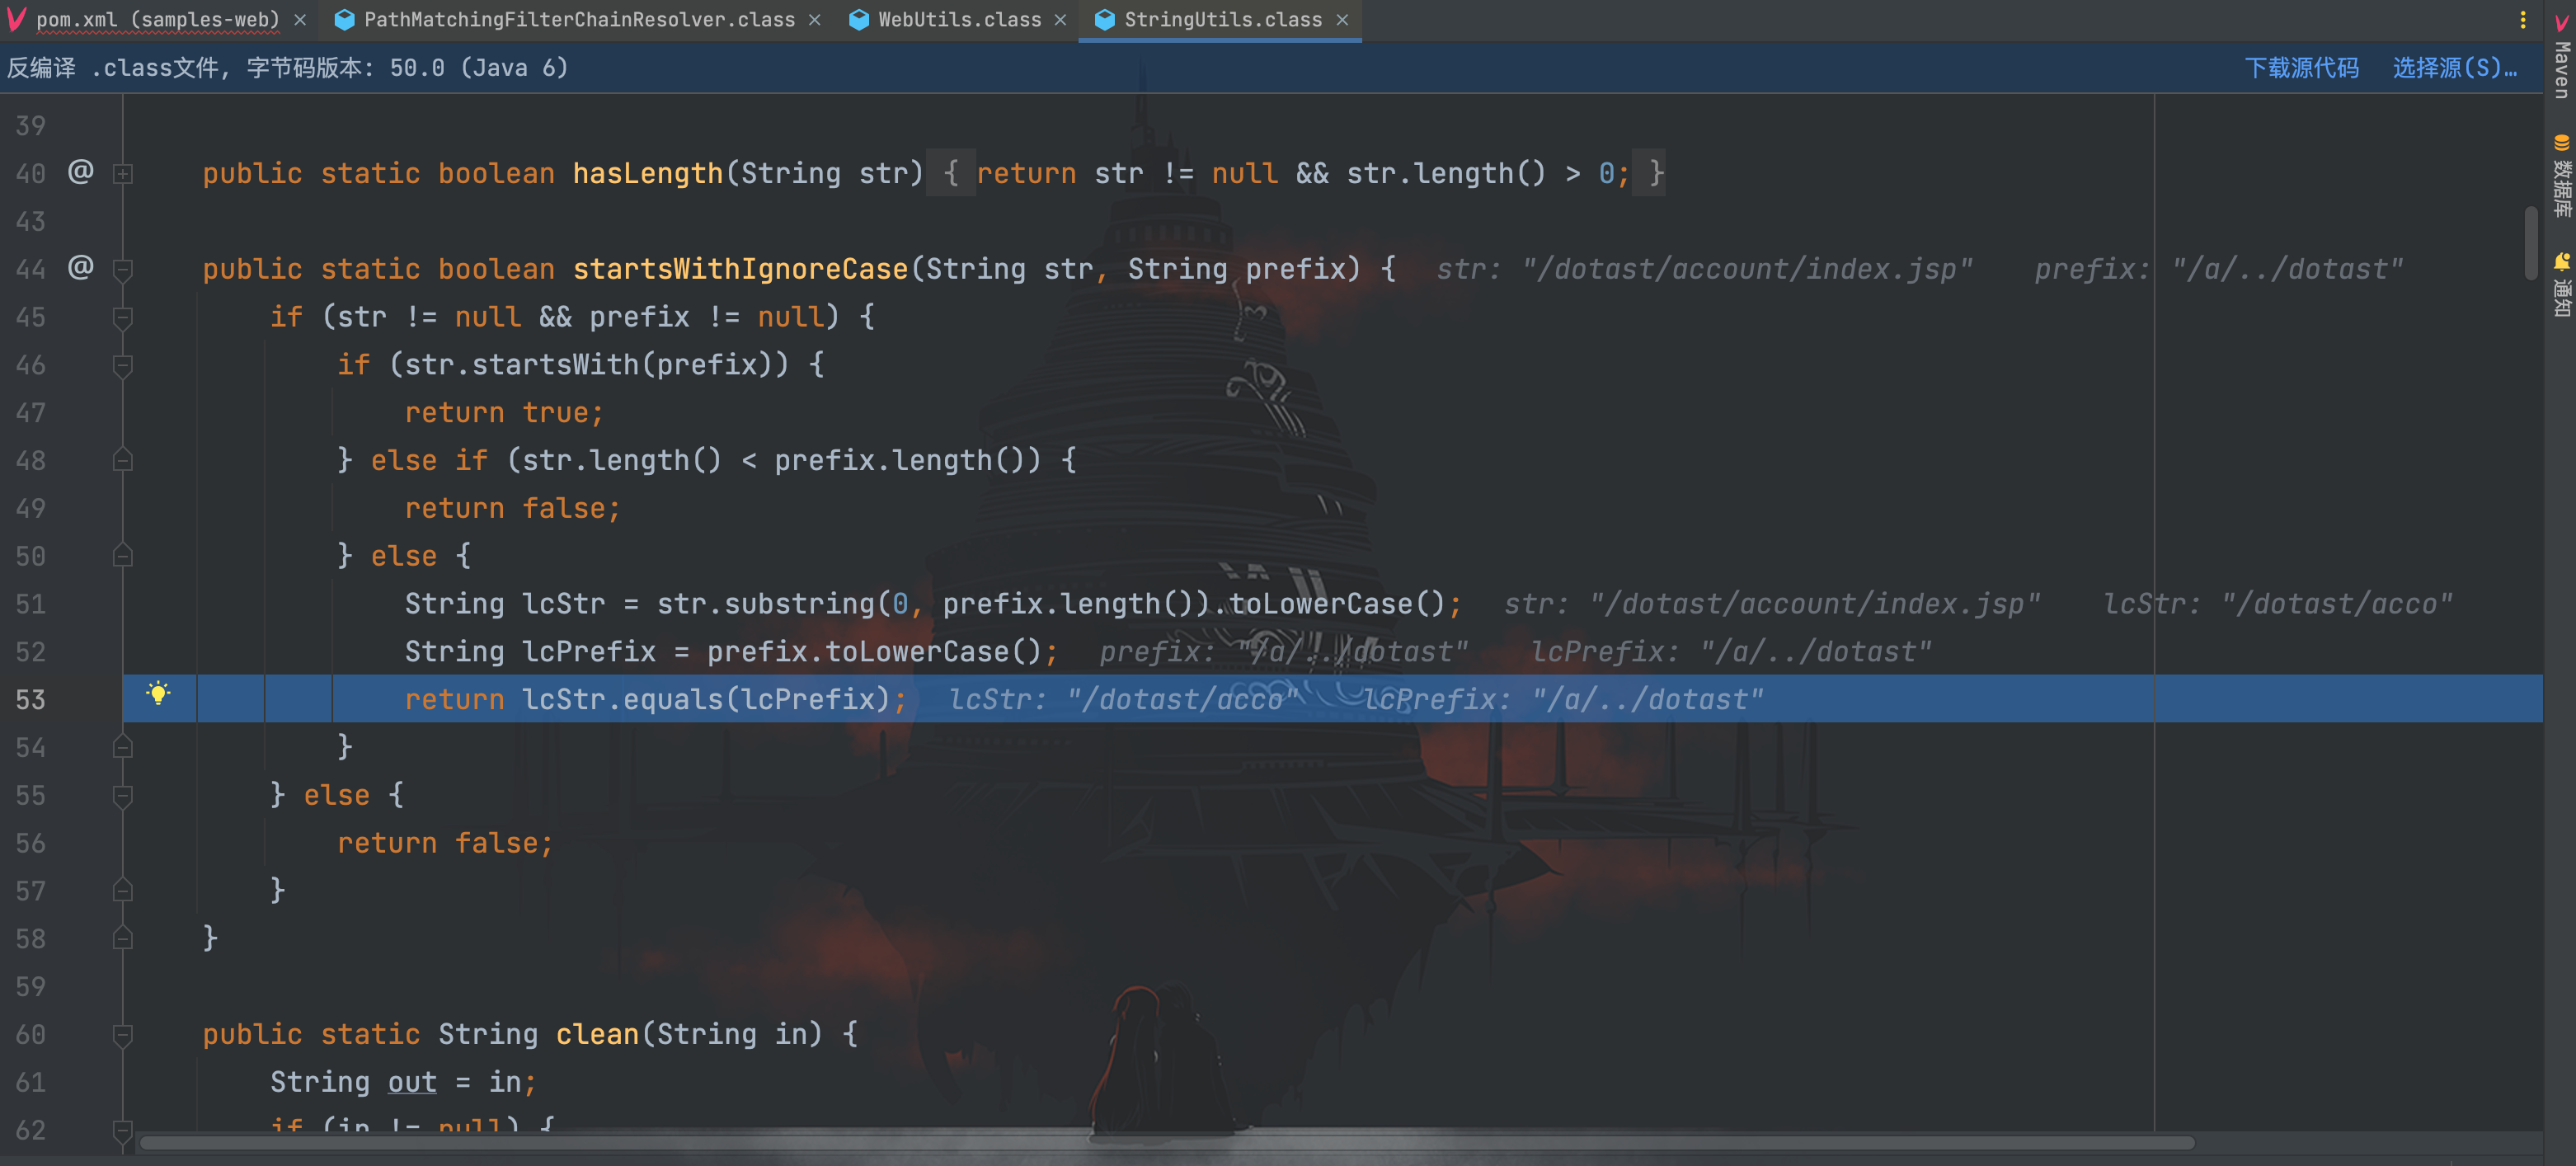 pom.xml (samples-web) PathMatchingFilterChainResolver.class WebUtils.class StringUtils.class
反编译 .class文件, 字节码版本: 50.0 (Java 6) 下载源代码 选择源(S)…
39
40 @ public static boolean hasLength(String str) { return str != null && str.length() > 0; }
43
44 @ public static boolean startsWithIgnoreCase(String str, String prefix) { str: "/dotast/account/index.jsp" prefix: "/a/../dotast"
45 if (str != null && prefix != null) {
46 if (str.startsWith(prefix)) {
47 return true;
48 } else if (str.length() < prefix.length()) {
49 return false;
50 } else {
51 String lcStr = str.substring(0, prefix.length()).toLowerCase(); str: "/dotast/account/index.jsp" lcStr: "/dotast/acco"
52 String lcPrefix = prefix.toLowerCase(); prefix: "/a/../dotast" lcPrefix: "/a/../dotast"
53 return lcStr.equals(lcPrefix); lcStr: "/dotast/acco" lcPrefix: "/a/../dotast"
54 }
55 } else {
56 return false;
57 }
58 }
59
60 public static String clean(String in) {
61 String out = in;
62 if (in != null) {
Maven
数据库
通知